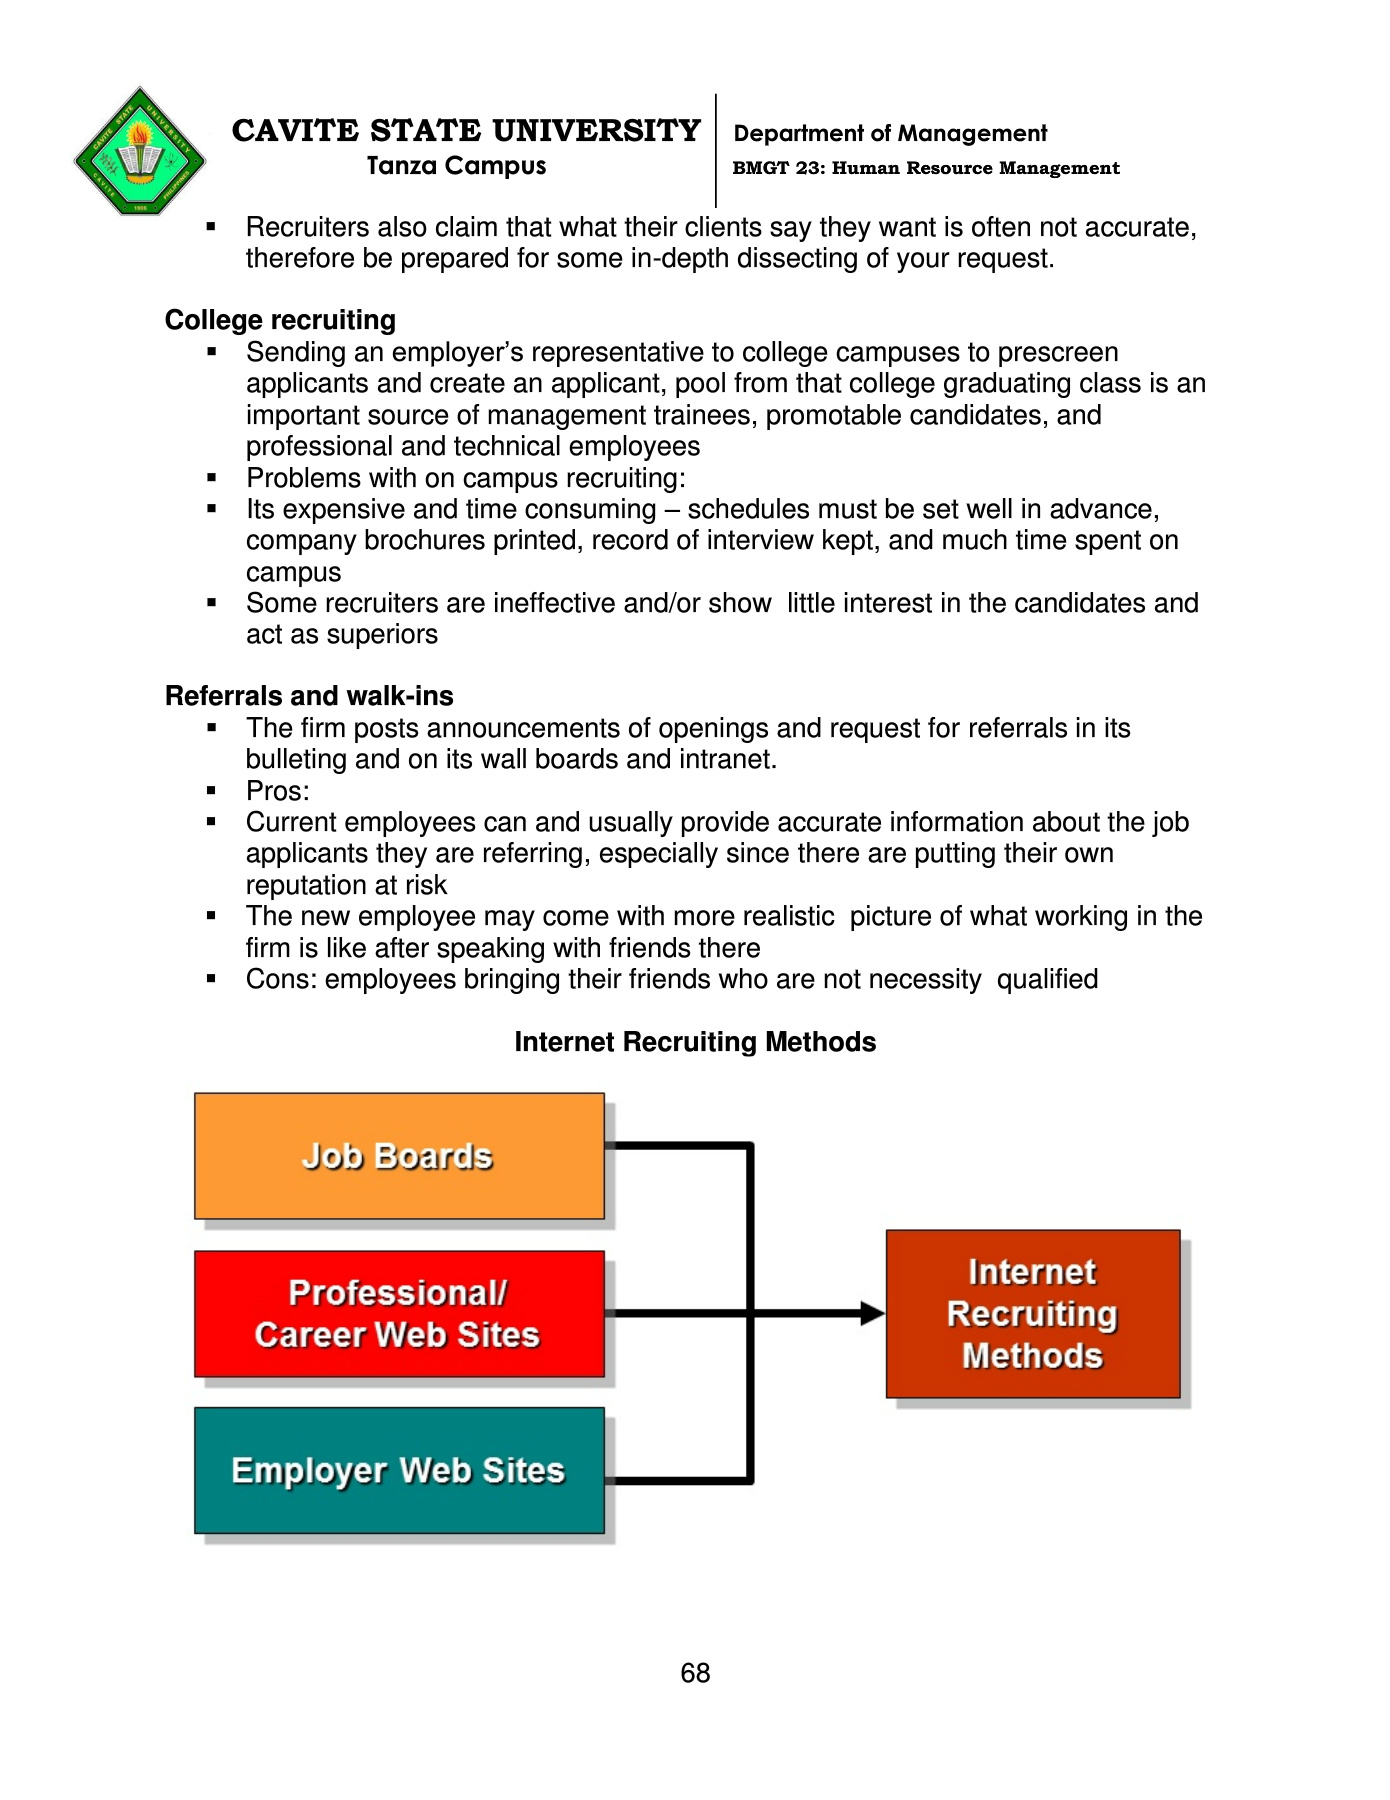 CAVITE STATE UNIVERSITY
Tanza Campus
Department of Management
BMGT 23: Human Resource Management
CAVITE STATE UNIVERSITY
CAVITE
PHILIPPINES
1906
▪ Recruiters also claim that what their clients say they want is often not accurate,
therefore be prepared for some in-depth dissecting of your request.
College recruiting
▪ Sending an employer’s representative to college campuses to prescreen
applicants and create an applicant, pool from that college graduating class is an
important source of management trainees, promotable candidates, and
professional and technical employees
▪ Problems with on campus recruiting:
▪ Its expensive and time consuming – schedules must be set well in advance,
company brochures printed, record of interview kept, and much time spent on
campus
▪ Some recruiters are ineffective and/or show  little interest in the candidates and
act as superiors
Referrals and walk-ins
▪ The firm posts announcements of openings and request for referrals in its
bulleting and on its wall boards and intranet.
▪ Pros:
▪ Current employees can and usually provide accurate information about the job
applicants they are referring, especially since there are putting their own
reputation at risk
▪ The new employee may come with more realistic  picture of what working in the
firm is like after speaking with friends there
▪ Cons: employees bringing their friends who are not necessity  qualified
Internet Recruiting Methods
Job Boards
Professional/
Career Web Sites
Employer Web Sites
Internet
Recruiting
Methods
68